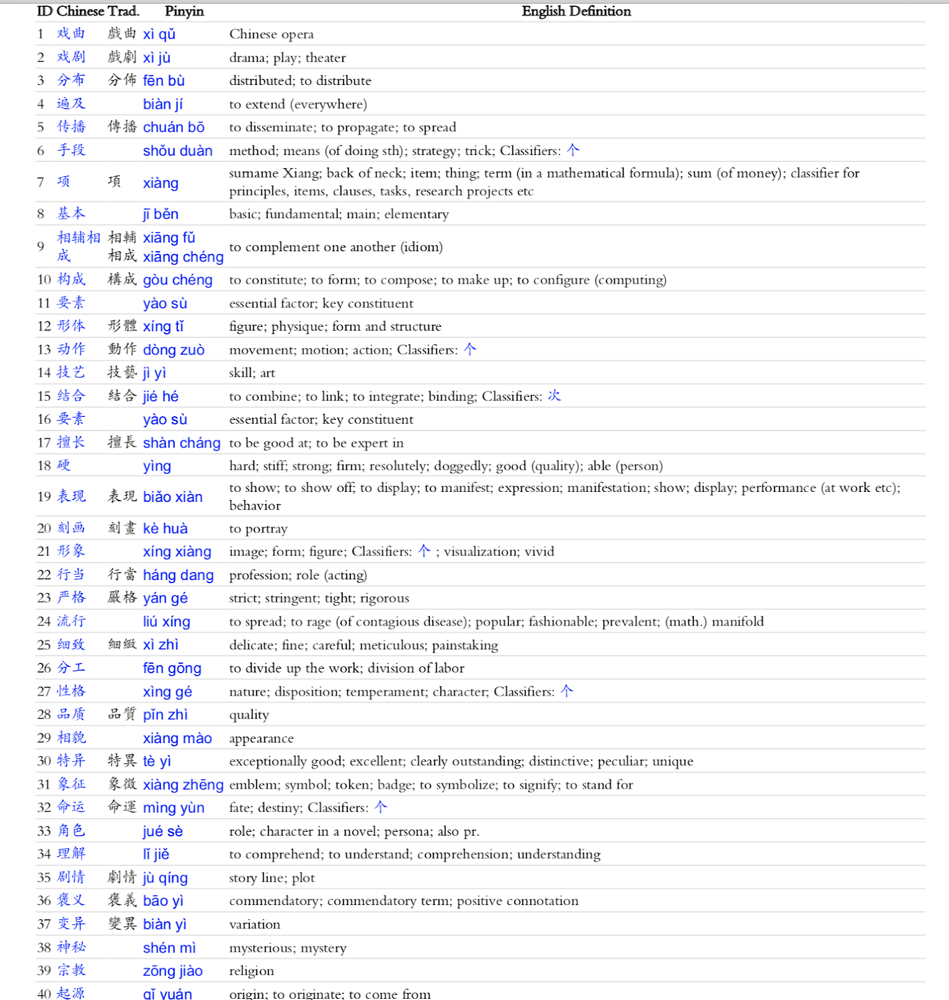 ID Chinese Trad. Pinyin English Definition
1 戏曲 戲曲 xì qǔ Chinese opera
2 戏剧 戲劇 xì jù drama; play; theater
3 分布 分佈 fēn bù distributed; to distribute
4 遍及 biàn jí to extend (everywhere)
5 传播 傳播 chuán bō to disseminate; to propagate; to spread
6 手段 shǒu duàn method; means (of doing sth); strategy; trick; Classifiers: 个
7 项 項 xiàng surname Xiang; back of neck; item; thing; term (in a mathematical formula); sum (of money); classifier for
principles, items, clauses, tasks, research projects etc
8 基本 jī běn basic; fundamental; main; elementary
9 相辅相 相輔 xiāng fǔ to complement one another (idiom)
成 相成 xiāng chéng
10 构成 構成 gòu chéng to constitute; to form; to compose; to make up; to configure (computing)
11 要素 yào sù essential factor; key constituent
12 形体 形體 xíng tǐ figure; physique; form and structure
13 动作 動作 dòng zuò movement; motion; action; Classifiers: 个
14 技艺 技藝 jì yì skill; art
15 结合 結合 jié hé to combine; to link; to integrate; binding; Classifiers: 次
16 要素 yào sù essential factor; key constituent
17 擅长 擅長 shàn cháng to be good at; to be expert in
18 硬 yìng hard; stiff; strong; firm; resolutely; doggedly; good (quality); able (person)
19 表现 表現 biǎo xiàn to show; to show off; to display; to manifest; expression; manifestation; show; display; performance (at work etc);
behavior
20 刻画 刻畫 kè huà to portray
21 形象 xíng xiàng image; form; figure; Classifiers: 个 ; visualization; vivid
22 行当 行當 háng dang profession; role (acting)
23 严格 嚴格 yán gé strict; stringent; tight; rigorous
24 流行 liú xíng to spread; to rage (of contagious disease); popular; fashionable; prevalent; (math.) manifold
25 细致 細緻 xì zhì delicate; fine; careful; meticulous; painstaking
26 分工 fēn gōng to divide up the work; division of labor
27 性格 xìng gé nature; disposition; temperament; character; Classifiers: 个
28 品质 品質 pǐn zhì quality
29 相貌 xiàng mào appearance
30 特异 特異 tè yì exceptionally good; excellent; clearly outstanding; distinctive; peculiar; unique
31 象征 象徵 xiàng zhēng emblem; symbol; token; badge; to symbolize; to signify; to stand for
32 命运 命運 mìng yùn fate; destiny; Classifiers: 个
33 角色 jué sè role; character in a novel; persona; also pr.
34 理解 lǐ jiě to comprehend; to understand; comprehension; understanding
35 剧情 劇情 jù qíng story line; plot
36 褒义 褒義 bāo yì commendatory; commendatory term; positive connotation
37 变异 變異 biàn yì variation
38 神秘 shén mì mysterious; mystery
39 宗教 zōng jiào religion
40 起源 qǐ yuán origin; to originate; to come from